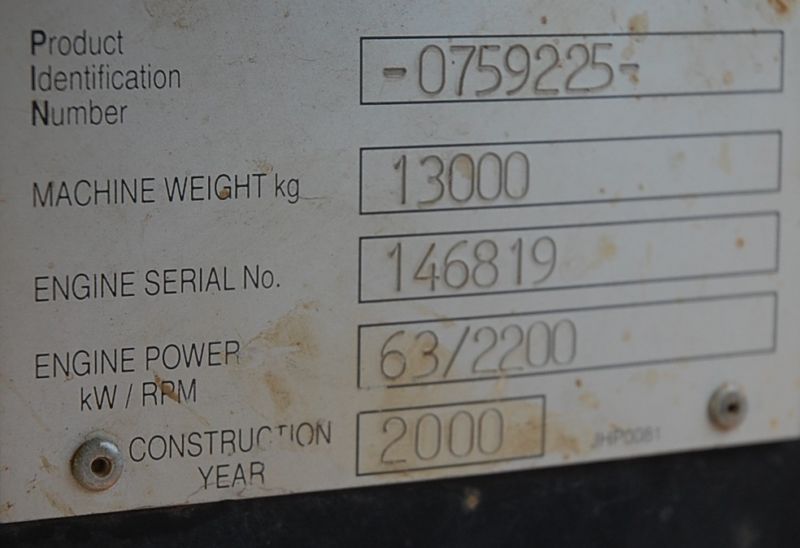 Product
Identification
Number
-0759225-
MACHINE WEIGHT kg
13000
ENGINE SERIAL No.
146819
ENGINE POWER
kW / RPM
63/2200
CONSTRUCTION
YEAR
2000
JHP0081